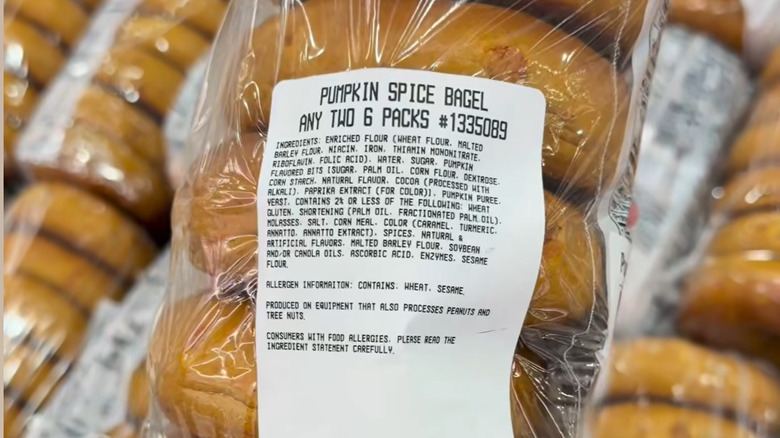 PUMPKIN SPICE BAGEL
ANY TWO 6 PACKS #1335089
INGREDIENTS: ENRICHED FLOUR (WHEAT FLOUR, MALTED
BARLEY FLOUR, NIACIN, IRON, THIAMIN MONONITRATE,
RIBOFLAVIN, FOLIC ACID), WATER, SUGAR, PUMPKIN
FLAVORED BITS (SUGAR, PALM OIL, CORN FLOUR, DEXTROSE,
CORN STARCH, NATURAL FLAVOR, COCOA (PROCESSED WITH
ALKALI), PAPRIKA EXTRACT (FOR COLOR)), PUMPKIN PUREE,
YEAST, CONTAINS 2% OR LESS OF THE FOLLOWING: WHEAT
GLUTEN, SHORTENING (PALM OIL, FRACTIONATED PALM OIL),
MOLASSES, SALT, CORN MEAL, COLOR (CARAMEL, TURMERIC,
ANNATTO, ANNATTO EXTRACT), SPICES, NATURAL &
ARTIFICIAL FLAVORS, MALTED BARLEY FLOUR, SOYBEAN
AND/OR CANOLA OILS, ASCORBIC ACID, ENZYMES, SESAME
FLOUR.
ALLERGEN INFORMAITON: CONTAINS, WHEAT, SESAME.
PRODUCED ON EQUIPMENT THAT ALSO PROCESSES PEANUTS AND
TREE NUTS.
CONSUMERS WITH FOOD ALLERGIES, PLEASE READ THE
INGREDIENT STATEMENT CAREFULLY.